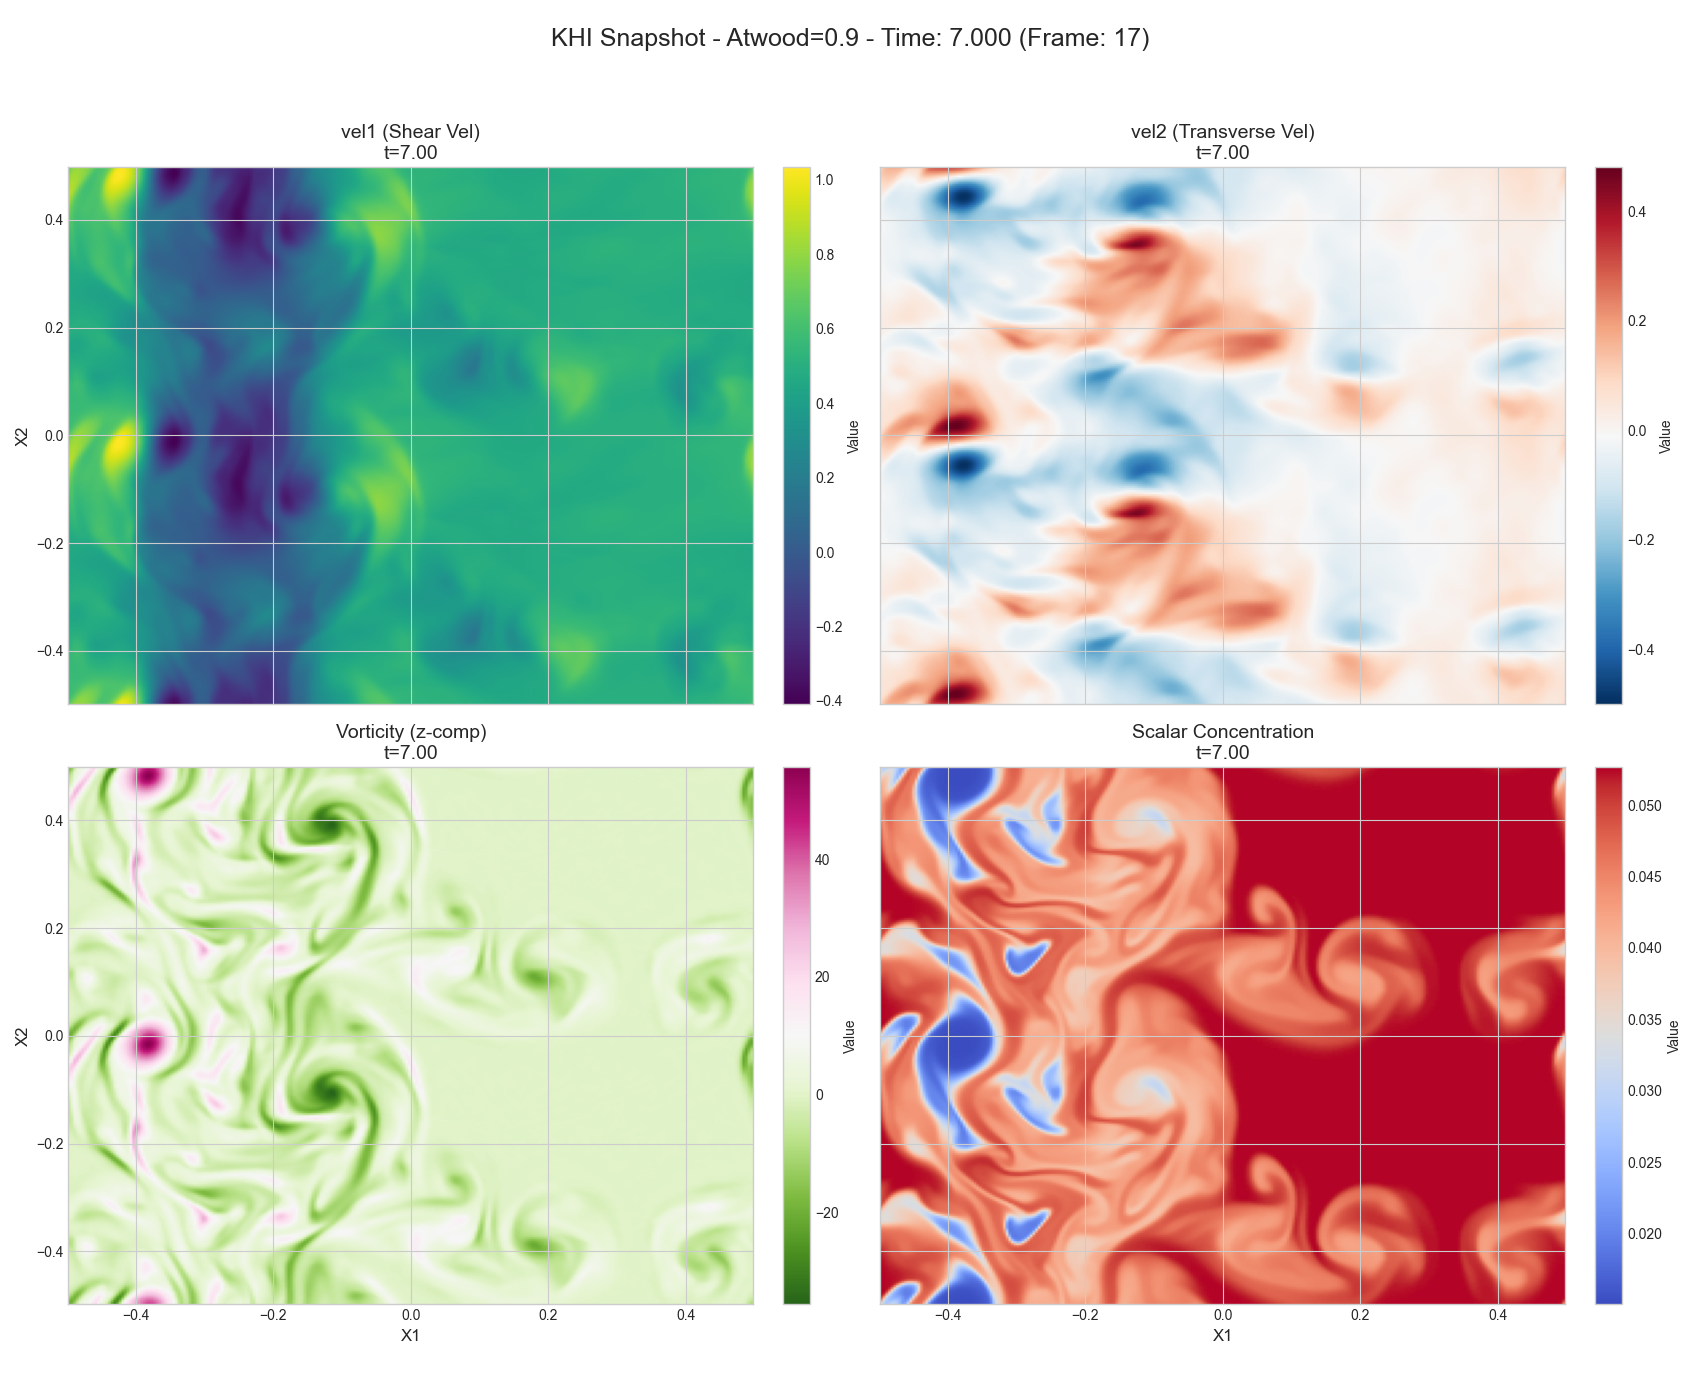 KHI Snapshot - Atwood=0.9 - Time: 7.000 (Frame: 17)
vel1 (Shear Vel)
t=7.00
X2
0.4
0.2
0.0
−0.2
−0.4
1.0
0.8
0.6
0.4
0.2
0.0
−0.2
−0.4
Value
vel2 (Transverse Vel)
t=7.00
0.4
0.2
0.0
−0.2
−0.4
Value
Vorticity (z-comp)
t=7.00
X2
0.4
0.2
0.0
−0.2
−0.4
−0.4
−0.2
0.0
0.2
0.4
X1
40
20
0
−20
Value
Scalar Concentration
t=7.00
−0.4
−0.2
0.0
0.2
0.4
X1
0.050
0.045
0.040
0.035
0.030
0.025
0.020
Value